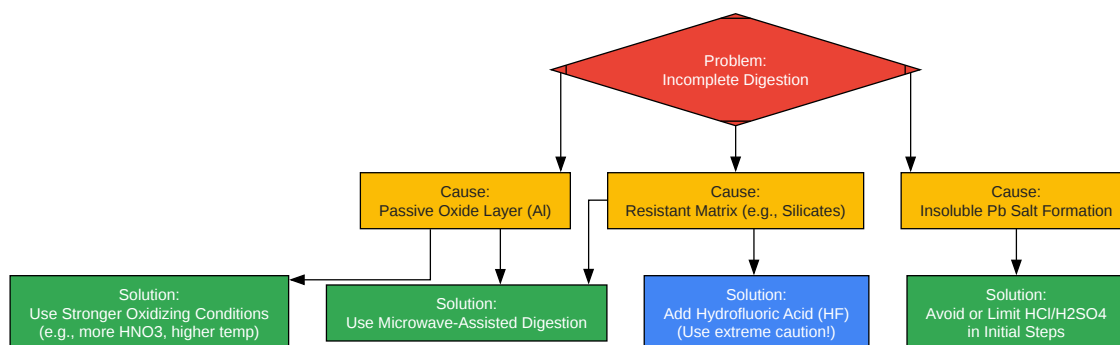 Problem:
Incomplete Digestion
Cause:
Passive Oxide Layer (Al)
Cause:
Resistant Matrix (e.g., Silicates)
Cause:
Insoluble Pb Salt Formation
Solution:
Use Stronger Oxidizing Conditions
(e.g., more HNO3, higher temp)
Solution:
Use Microwave-Assisted Digestion
Solution:
Add Hydrofluoric Acid (HF)
(Use extreme caution!)
Solution:
Avoid or Limit HCl/H2SO4
in Initial Steps